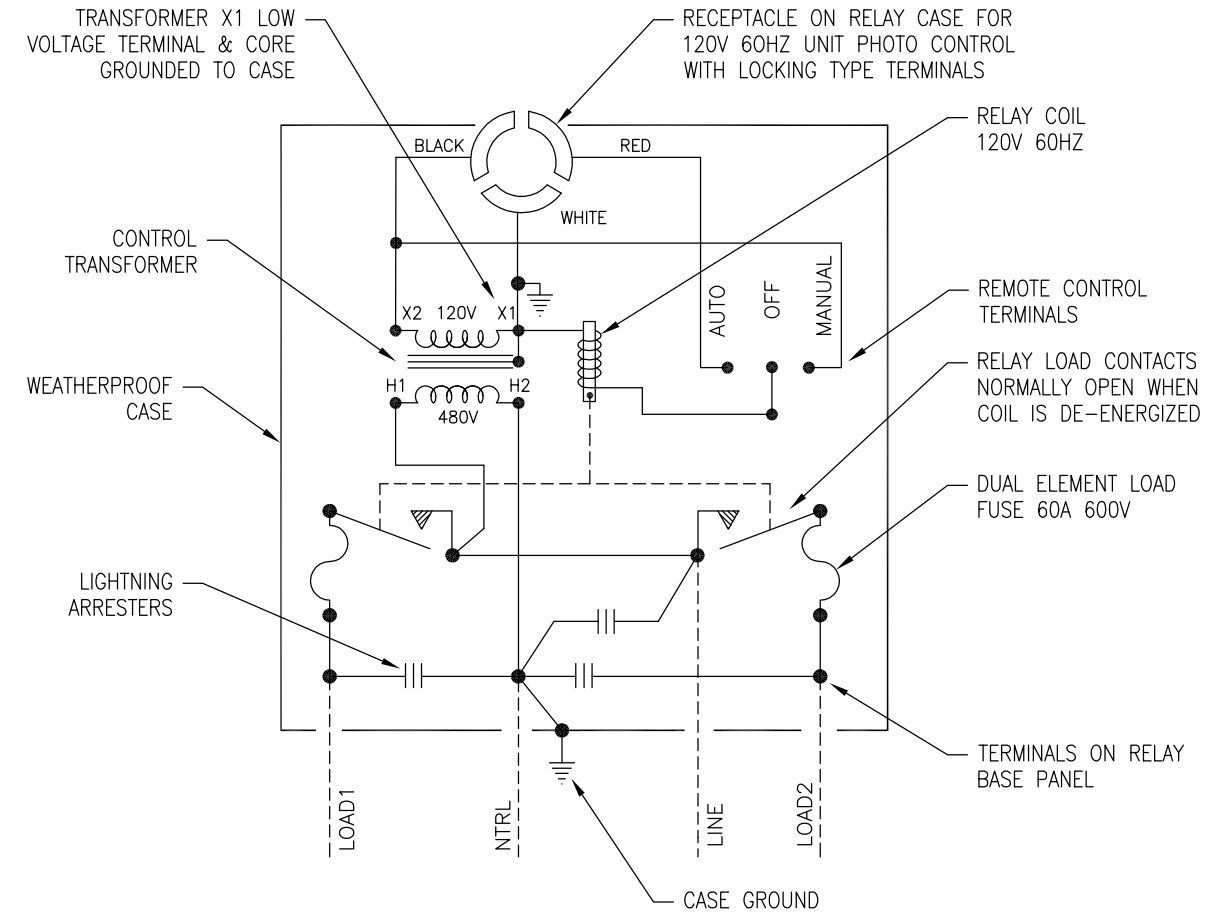 TRANSFORMER X1 LOW
VOLTAGE TERMINAL & CORE
GROUNDED TO CASE
RECEPTACLE ON RELAY CASE FOR
120V 60HZ UNIT PHOTO CONTROL
WITH LOCKING TYPE TERMINALS
RELAY COIL
120V 60HZ
BLACK
RED
WHITE
CONTROL
TRANSFORMER
X2 120V X1
H1 H2
480V
AUTO
OFF
MANUAL
REMOTE CONTROL
TERMINALS
WEATHERPROOF
CASE
RELAY LOAD CONTACTS
NORMALLY OPEN WHEN
COIL IS DE-ENERGIZED
DUAL ELEMENT LOAD
FUSE 60A 600V
LIGHTNING
ARRESTERS
TERMINALS ON RELAY
BASE PANEL
LOAD1
NTRL
LINE
LOAD2
CASE GROUND